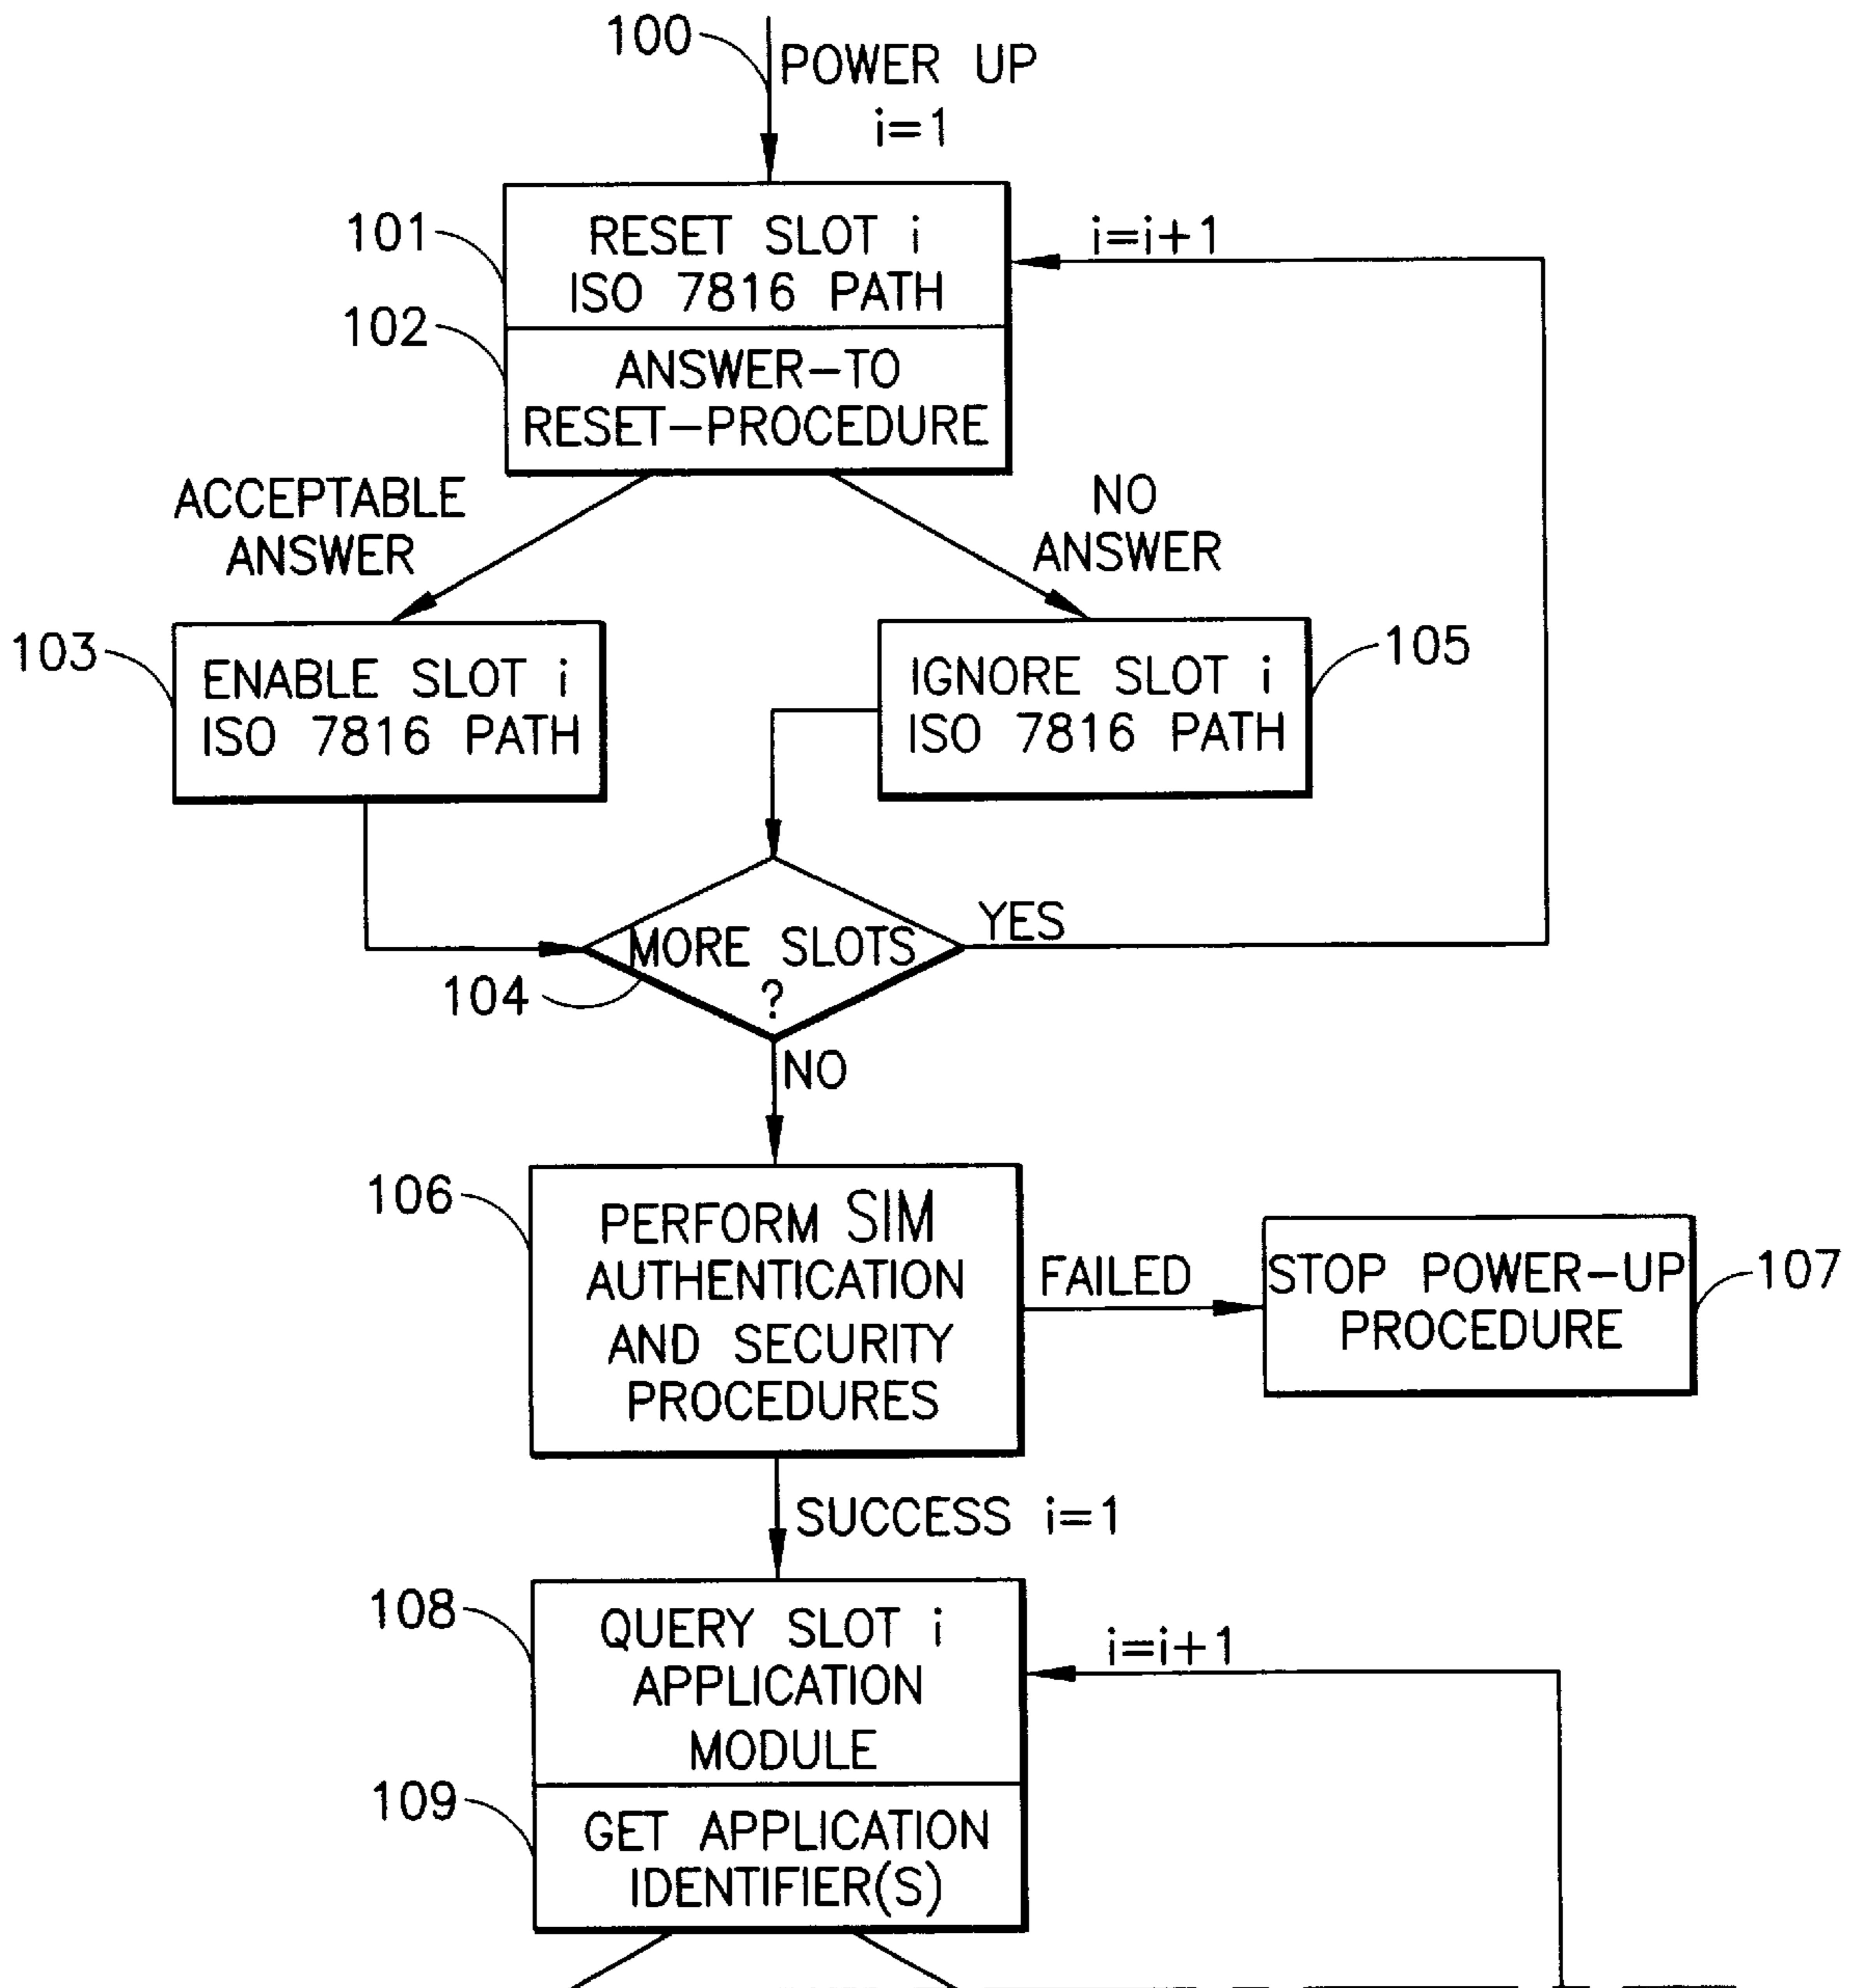 100
POWER UP
i=1
101
RESET SLOT i
ISO 7816 PATH
i=i+1
102
ANSWER-TO
RESET-PROCEDURE
ACCEPTABLE
ANSWER
NO
ANSWER
103
ENABLE SLOT i
ISO 7816 PATH
IGNORE SLOT i
ISO 7816 PATH
105
MORE SLOTS
?
YES
104
NO
106
PERFORM SIM
AUTHENTICATION
AND SECURITY
PROCEDURES
FAILED
STOP POWER-UP
PROCEDURE
107
SUCCESS i=1
108
QUERY SLOT i
APPLICATION
MODULE
i=i+1
109
GET APPLICATION
IDENTIFIER(S)